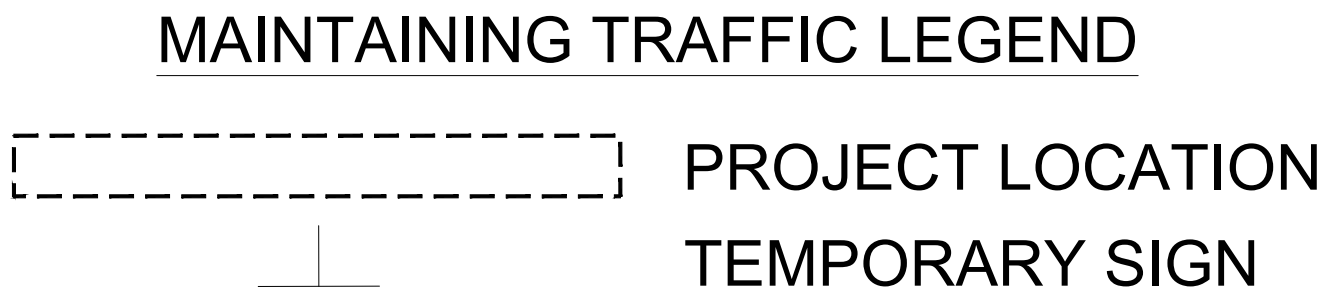 MAINTAINING TRAFFIC LEGEND
PROJECT LOCATION
TEMPORARY SIGN